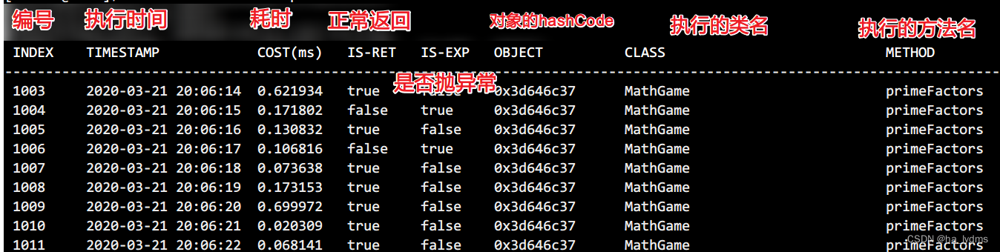 编号 执行时间 耗时 正常返回 对象的hashCode 执行的类名 执行的方法名
INDEX TIMESTAMP COST(ms) IS-RET IS-EXP OBJECT CLASS METHOD
是否抛异常
1003 2020-03-21 20:06:14 0.621934 true false 0x3d646c37 MathGame primeFactors
1004 2020-03-21 20:06:15 0.171802 false true 0x3d646c37 MathGame primeFactors
1005 2020-03-21 20:06:16 0.130832 true false 0x3d646c37 MathGame primeFactors
1006 2020-03-21 20:06:17 0.106816 false true 0x3d646c37 MathGame primeFactors
1007 2020-03-21 20:06:18 0.073638 true false 0x3d646c37 MathGame primeFactors
1008 2020-03-21 20:06:19 0.173153 true false 0x3d646c37 MathGame primeFactors
1009 2020-03-21 20:06:20 0.699972 true false 0x3d646c37 MathGame primeFactors
1010 2020-03-21 20:06:21 0.020309 true false 0x3d646c37 MathGame primeFactors
1011 2020-03-21 20:06:22 0.068141 true false 0x3d646c37 MathGame primeFactors
CSDN @ha_lydms